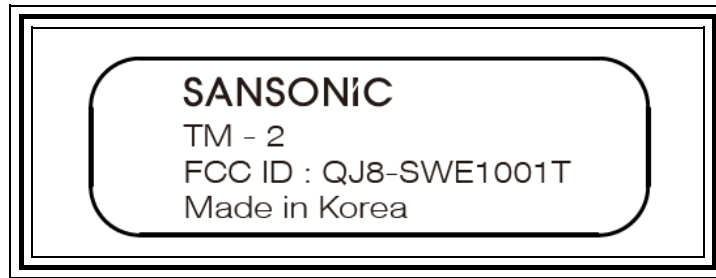 SANSONIC
TM - 2
FCC ID : QJ8-SWE1001T
Made in Korea